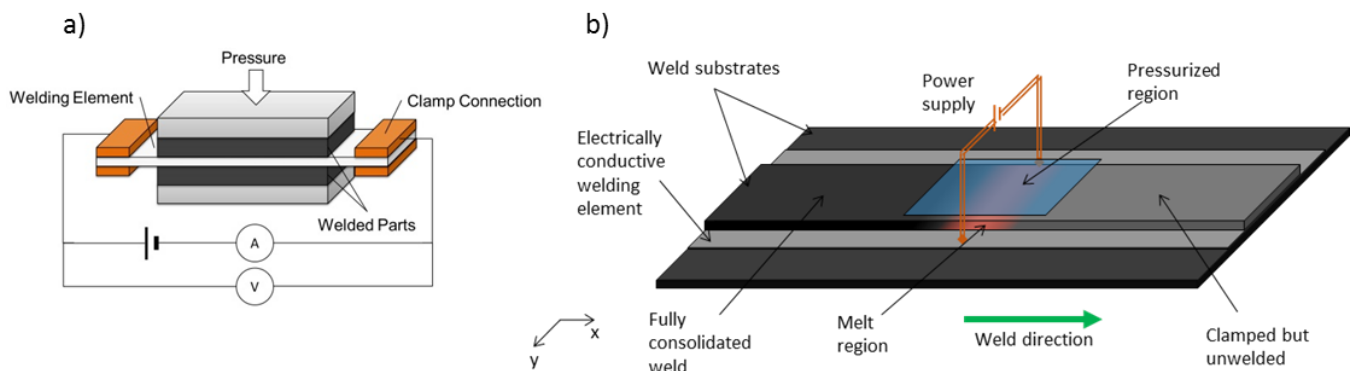 a)
Pressure
Welding Element
Clamp Connection
Welded Parts
A
V
b)
Weld substrates
Power
supply
Pressurized
region
Electrically
conductive
welding
element
Fully
consolidated
weld
Melt
region
Weld direction
Clamped but
unwelded
x
y